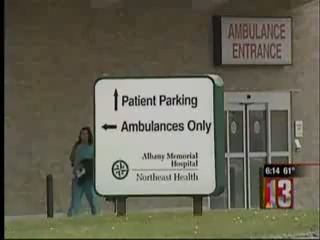 AMBULANCE
ENTRANCE
↑ Patient Parking
← Ambulances Only
Albany Memorial
Hospital
Northeast Health
6:14 61°
13